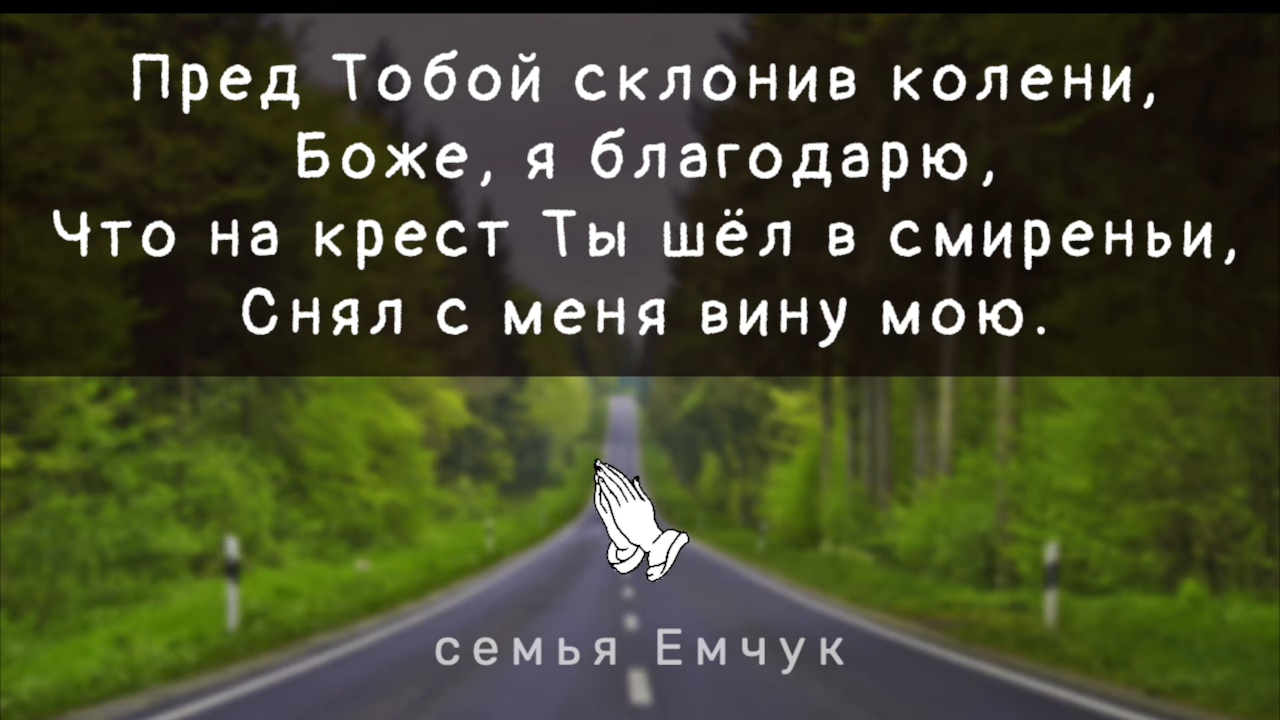 Пред Тобой склонив колени,
Боже, я благодарю,
Что на крест Ты шёл в смиреньи,
Снял с меня вину мою.
семья Емчук